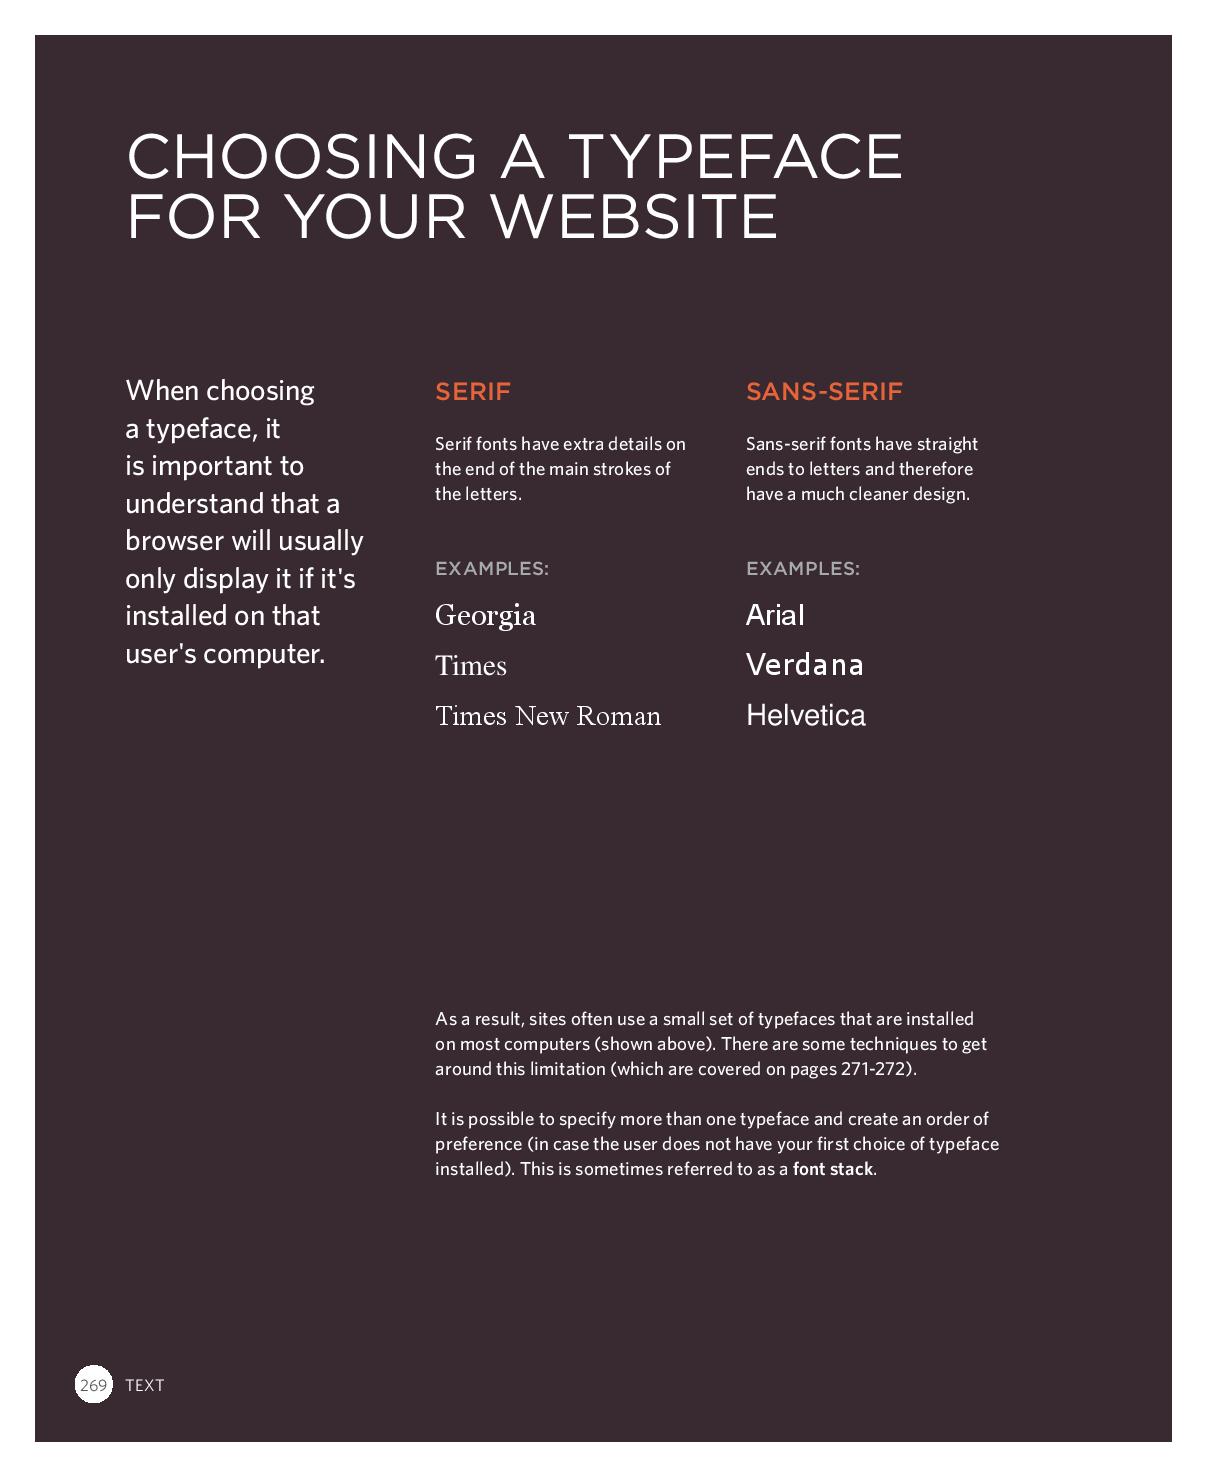 CHOOSING A TYPEFACE
FOR YOUR WEBSITE
When choosing
a typeface, it
is important to
understand that a
browser will usually
only display it if it's
installed on that
user's computer.
SERIF
Serif fonts have extra details on
the end of the main strokes of
the letters.
EXAMPLES:
Georgia
Times
Times New Roman
SANS-SERIF
Sans-serif fonts have straight
ends to letters and therefore
have a much cleaner design.
EXAMPLES:
Arial
Verdana
Helvetica
As a result, sites often use a small set of typefaces that are installed
on most computers (shown above). There are some techniques to get
around this limitation (which are covered on pages 271-272).
It is possible to specify more than one typeface and create an order of
preference (in case the user does not have your first choice of typeface
installed). This is sometimes referred to as a font stack.
269 TEXT